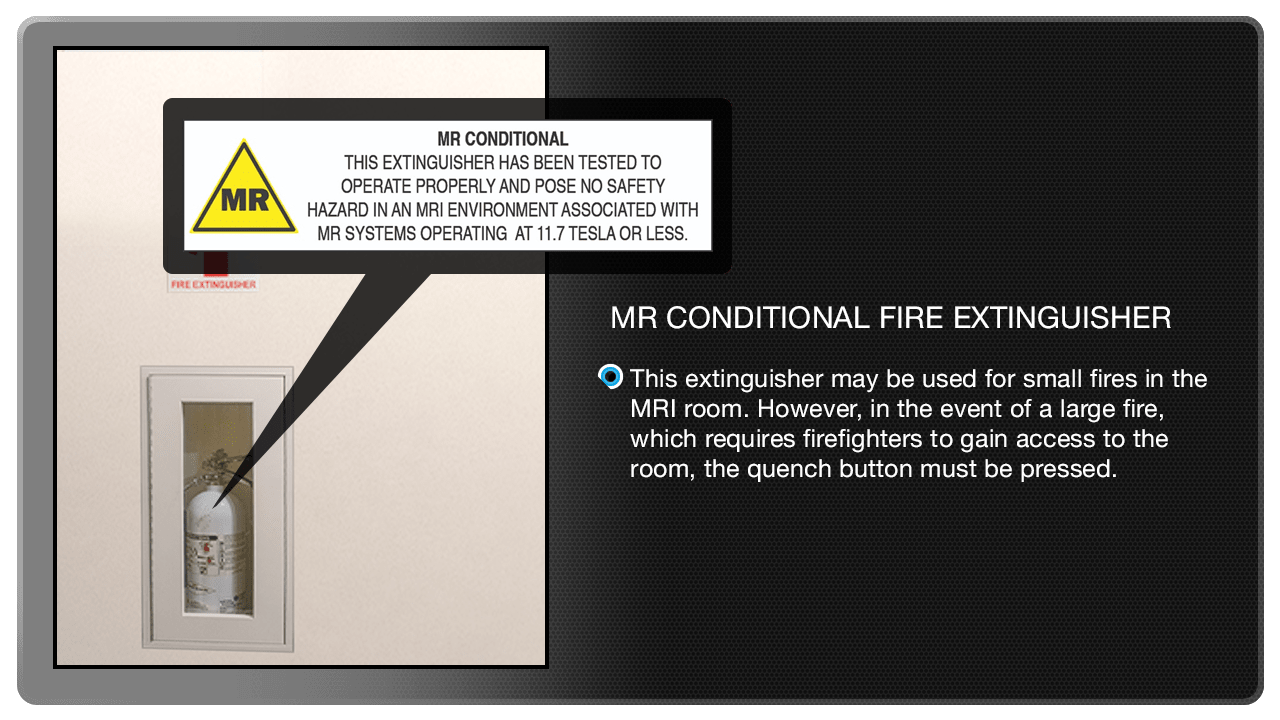 MR CONDITIONAL
THIS EXTINGUISHER HAS BEEN TESTED TO
OPERATE PROPERLY AND POSE NO SAFETY
HAZARD IN AN MRI ENVIRONMENT ASSOCIATED WITH
MR SYSTEMS OPERATING AT 11.7 TESLA OR LESS.
MR
FIRE EXTINGUISHER
MR CONDITIONAL FIRE EXTINGUISHER
This extinguisher may be used for small fires in the
MRI room. However, in the event of a large fire,
which requires firefighters to gain access to the
room, the quench button must be pressed.